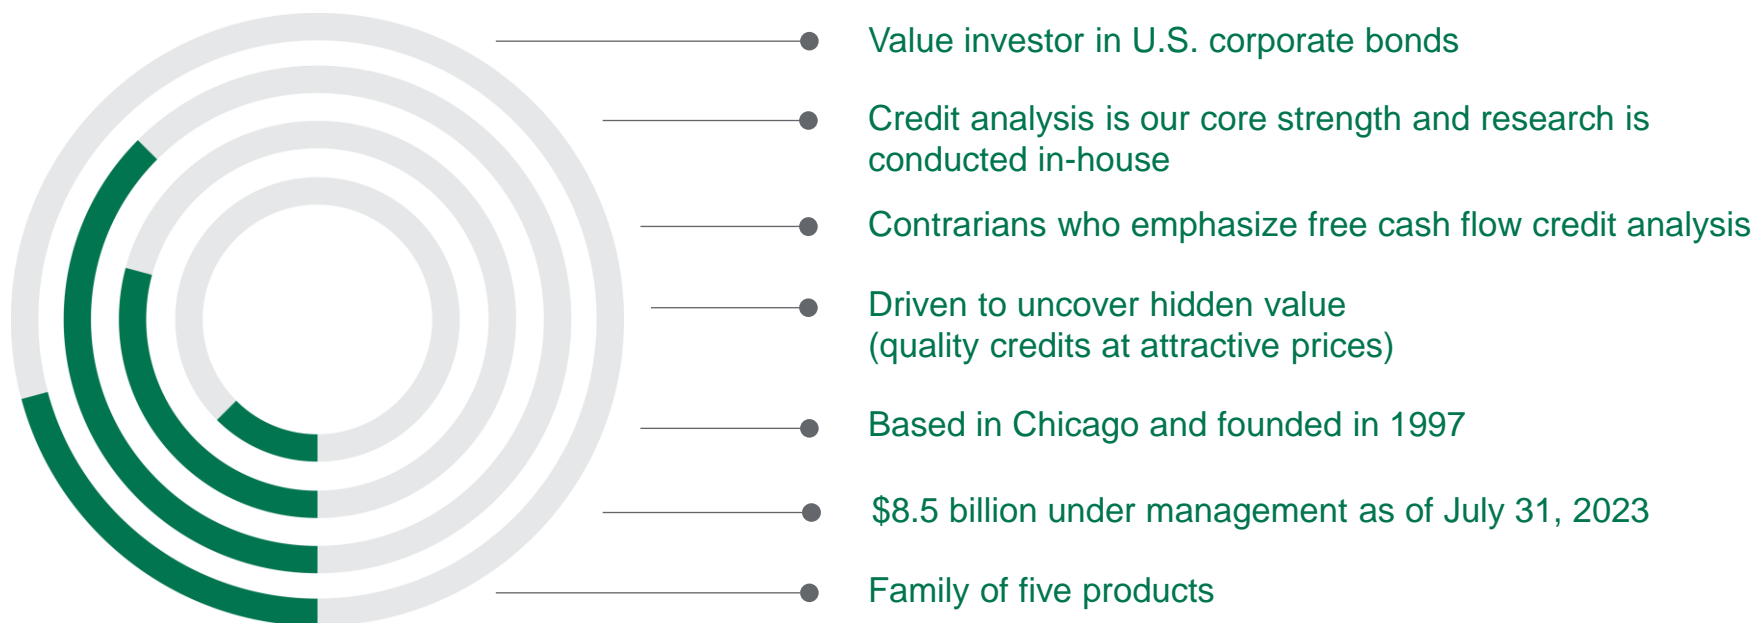 Value investor in U.S. corporate bonds
Credit analysis is our core strength and research is
conducted in-house
Contrarians who emphasize free cash flow credit analysis
Driven to uncover hidden value
(quality credits at attractive prices)
Based in Chicago and founded in 1997
$8.5 billion under management as of July 31, 2023
Family of five products